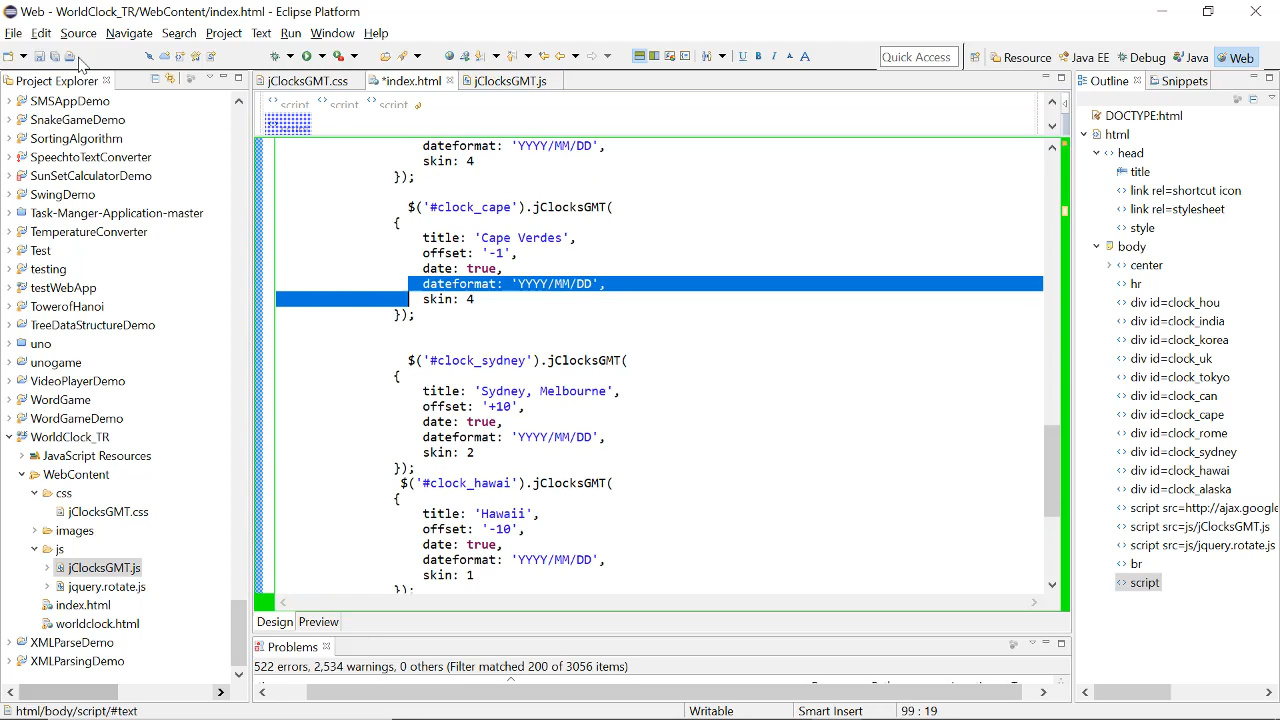 Web - WorldClock_TR/WebContent/index.html - Eclipse Platform
File Edit Source Navigate Search Project Text Run Window Help
U B I A A
Quick Access
Resource Java EE Debug Java Web
Project Explorer
SMSAppDemo
SnakeGameDemo
SortingAlgorithm
SpeechtoTextConverter
SunSetCalculatorDemo
SwingDemo
Task-Manger-Application-master
TemperatureConverter
Test
testing
testWebApp
TowerofHanoi
TreeDataStructureDemo
uno
unogame
VideoPlayerDemo
WordGame
WordGameDemo
WorldClock_TR
JavaScript Resources
WebContent
css
jClocksGMT.css
images
js
jClocksGMT.js
jquery.rotate.js
index.html
worldclock.html
XMLParseDemo
XMLParsingDemo
jClocksGMT.css *index.html jClocksGMT.js
script script script
dateformat: 'YYYY/MM/DD',
skin: 4
});
$('#clock_cape').jClocksGMT(
{
title: 'Cape Verdes',
offset: '-1',
date: true,
dateformat: 'YYYY/MM/DD',
skin: 4
});
$('#clock_sydney').jClocksGMT(
{
title: 'Sydney, Melbourne',
offset: '+10',
date: true,
dateformat: 'YYYY/MM/DD',
skin: 2
});
$('#clock_hawai').jClocksGMT(
{
title: 'Hawaii',
offset: '-10',
date: true,
dateformat: 'YYYY/MM/DD',
skin: 1
});
Design Preview
Problems
522 errors, 2,534 warnings, 0 others (Filter matched 200 of 3056 items)
Outline Snippets
DOCTYPE:html
html
head
title
link rel=shortcut icon
link rel=stylesheet
style
body
center
hr
div id=clock_hou
div id=clock_india
div id=clock_korea
div id=clock_uk
div id=clock_tokyo
div id=clock_can
div id=clock_cape
div id=clock_rome
div id=clock_sydney
div id=clock_hawai
div id=clock_alaska
script src=http://ajax.google
script src=js/jClocksGMT.js
script src=js/jquery.rotate.js
br
script
html/body/script/#text
Writable
Smart Insert
99 : 19